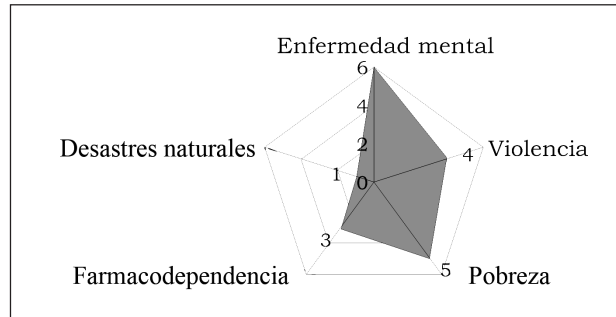 Enfermedad mental
6
4
2
0
Violencia
4
Desastres naturales
1
Farmacodependencia
3
5
Pobreza